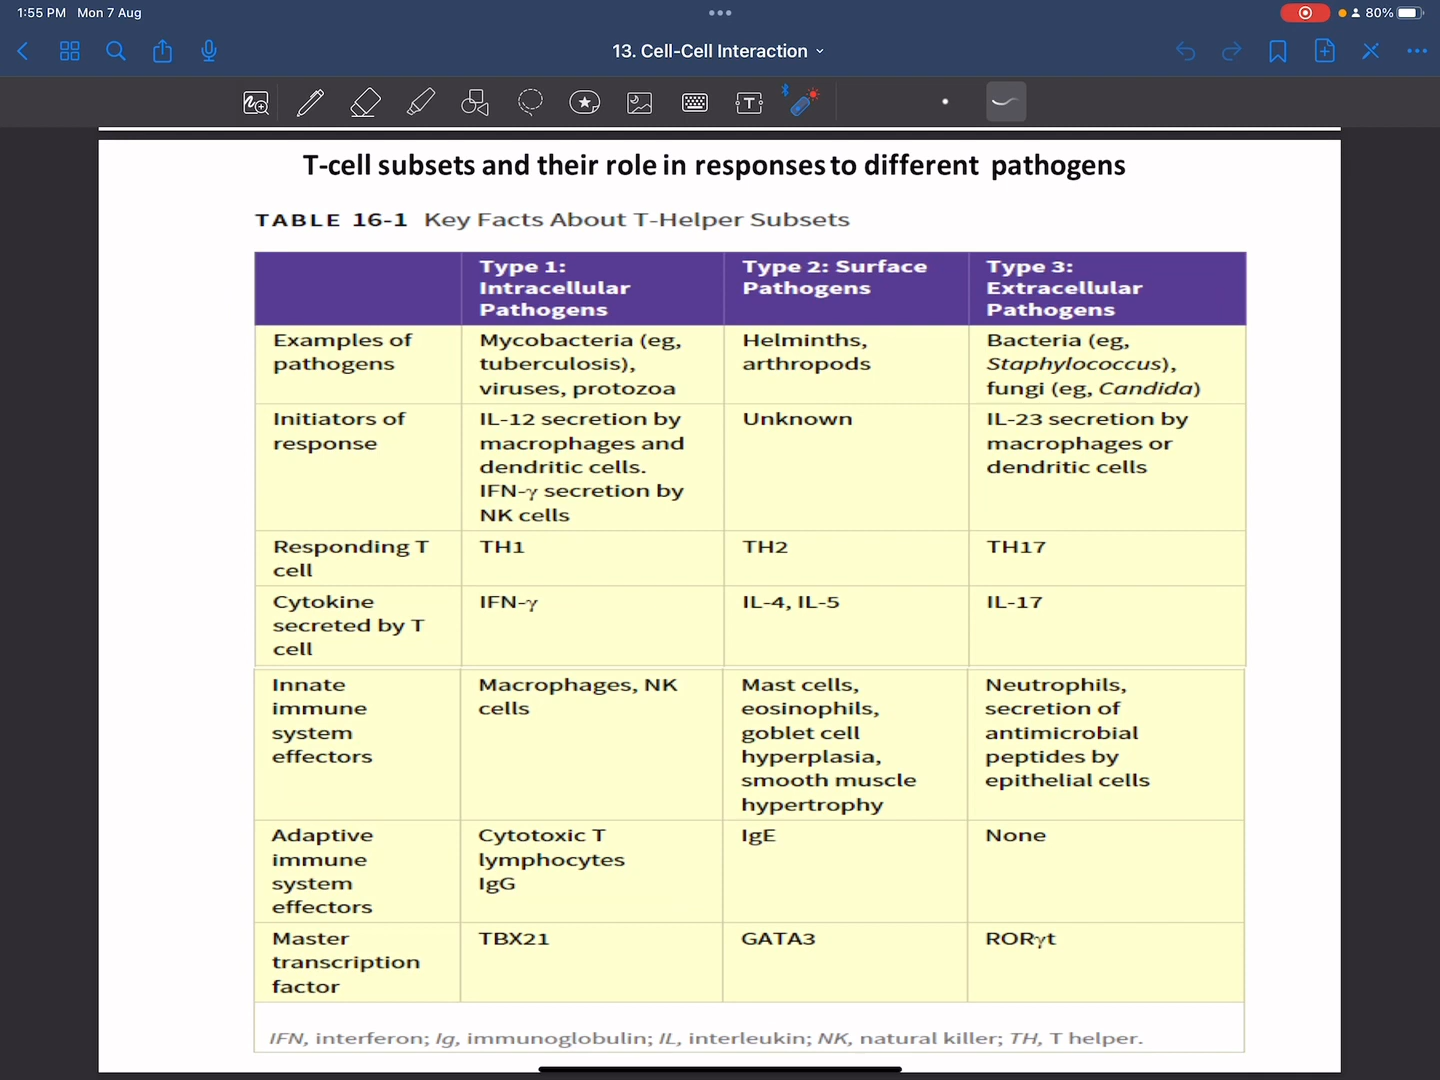 1:55 PM Mon 7 Aug
80%
13. Cell-Cell Interaction
T-cell subsets and their role in responses to different pathogens
TABLE 16-1 Key Facts About T-Helper Subsets
Type 1:
Intracellular
Pathogens
Type 2: Surface
Pathogens
Type 3:
Extracellular
Pathogens
Examples of
pathogens
Mycobacteria (eg,
tuberculosis),
viruses, protozoa
Helminths,
arthropods
Bacteria (eg,
Staphylococcus),
fungi (eg, Candida)
Initiators of
response
IL-12 secretion by
macrophages and
dendritic cells.
IFN-γ secretion by
NK cells
Unknown
IL-23 secretion by
macrophages or
dendritic cells
Responding T
cell
TH1
TH2
TH17
Cytokine
secreted by T
cell
IFN-γ
IL-4, IL-5
IL-17
Innate
immune
system
effectors
Macrophages, NK
cells
Mast cells,
eosinophils,
goblet cell
hyperplasia,
smooth muscle
hypertrophy
Neutrophils,
secretion of
antimicrobial
peptides by
epithelial cells
Adaptive
immune
system
effectors
Cytotoxic T
lymphocytes
IgG
IgE
None
Master
transcription
factor
TBX21
GATA3
RORγt
IFN, interferon; Ig, immunoglobulin; IL, interleukin; NK, natural killer; TH, T helper.